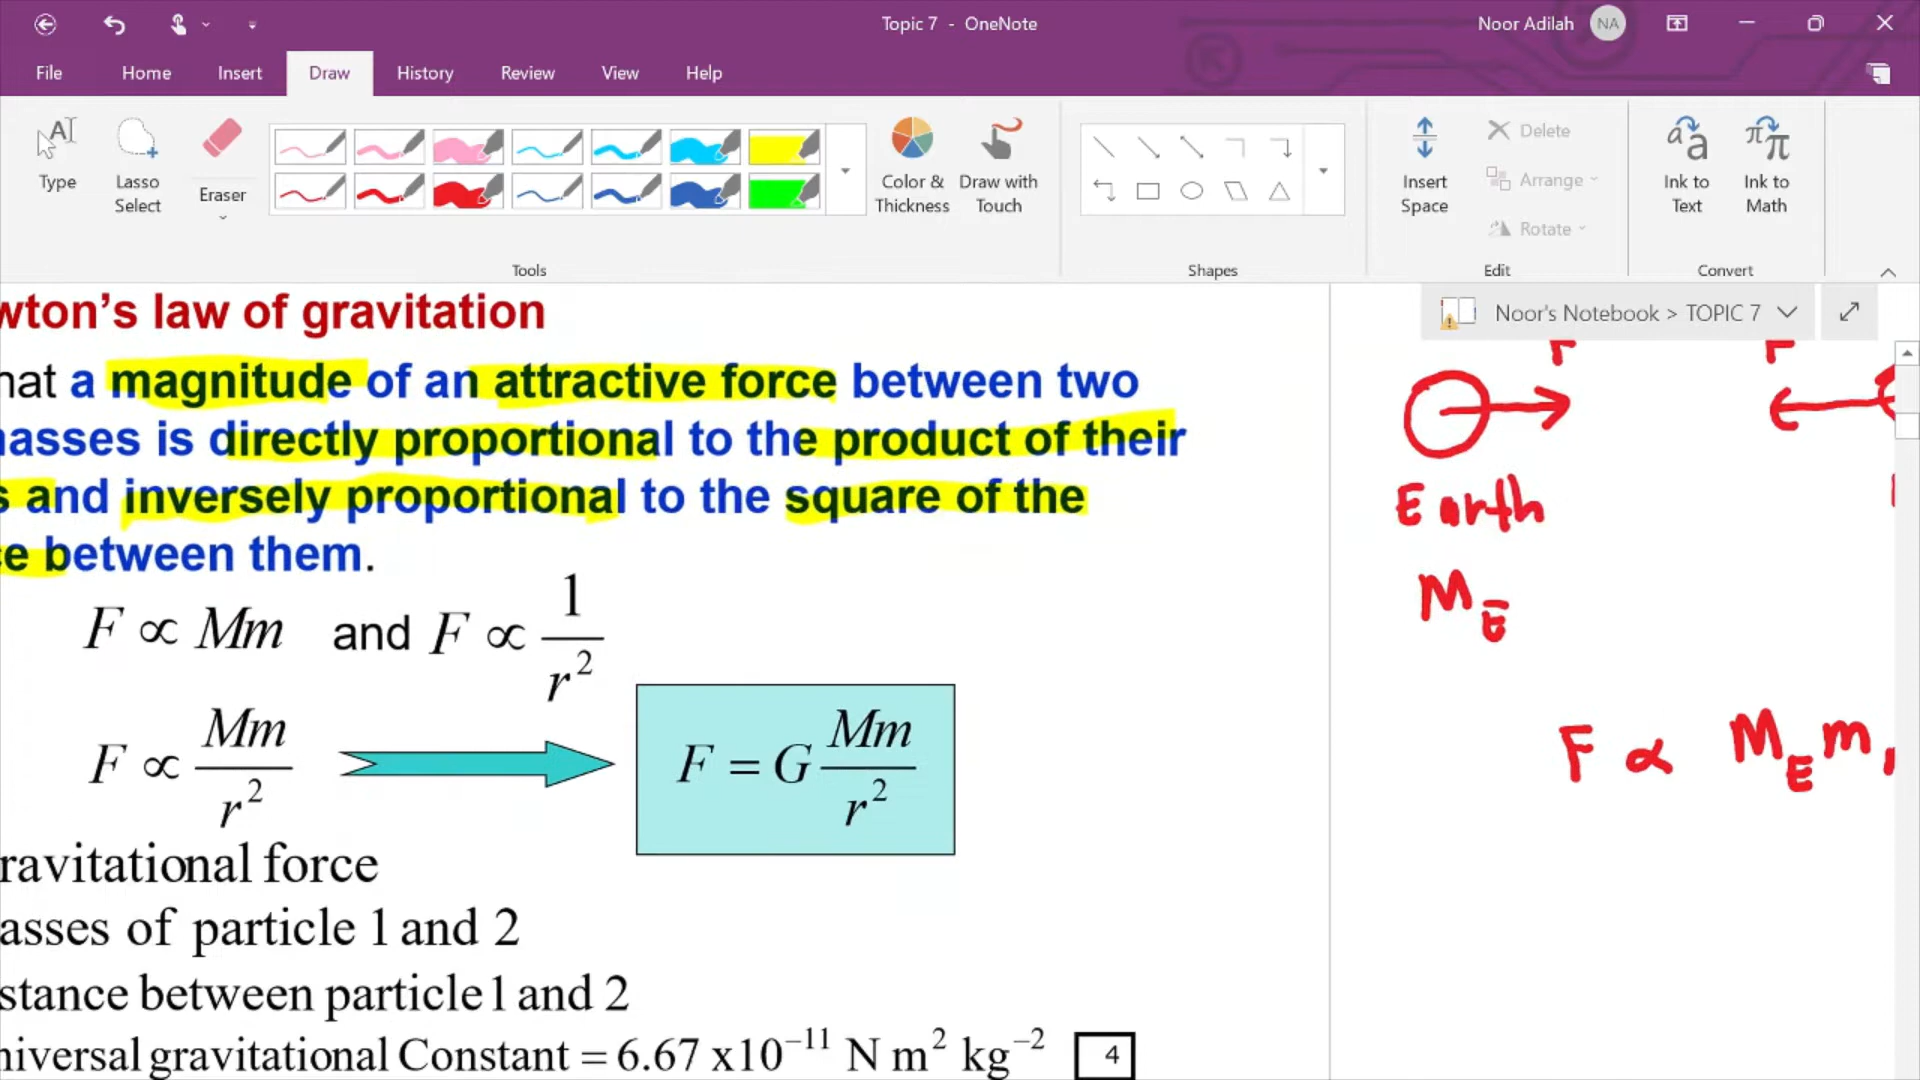 Topic 7 - OneNote
Noor Adilah NA
File Home Insert Draw History Review View Help
Type
Lasso Select
Eraser
Color & Thickness
Draw with Touch
Insert Space
Delete
Arrange
Rotate
Ink to Text
Ink to Math
Tools Shapes Edit Convert
Noor's Notebook > TOPIC 7
wton's law of gravitation
hat a magnitude of an attractive force between two
nasses is directly proportional to the product of their
s and inversely proportional to the square of the
ce between them.
F ∝ Mm and F ∝ 1/r²
F ∝ Mm/r²
F = G Mm/r²
ravitational force
asses of particle 1 and 2
stance between particle 1 and 2
niversal gravitational Constant = 6.67 x10⁻¹¹ N m² kg⁻²
4
F F
Earth
M_E
F ∝ M_E m